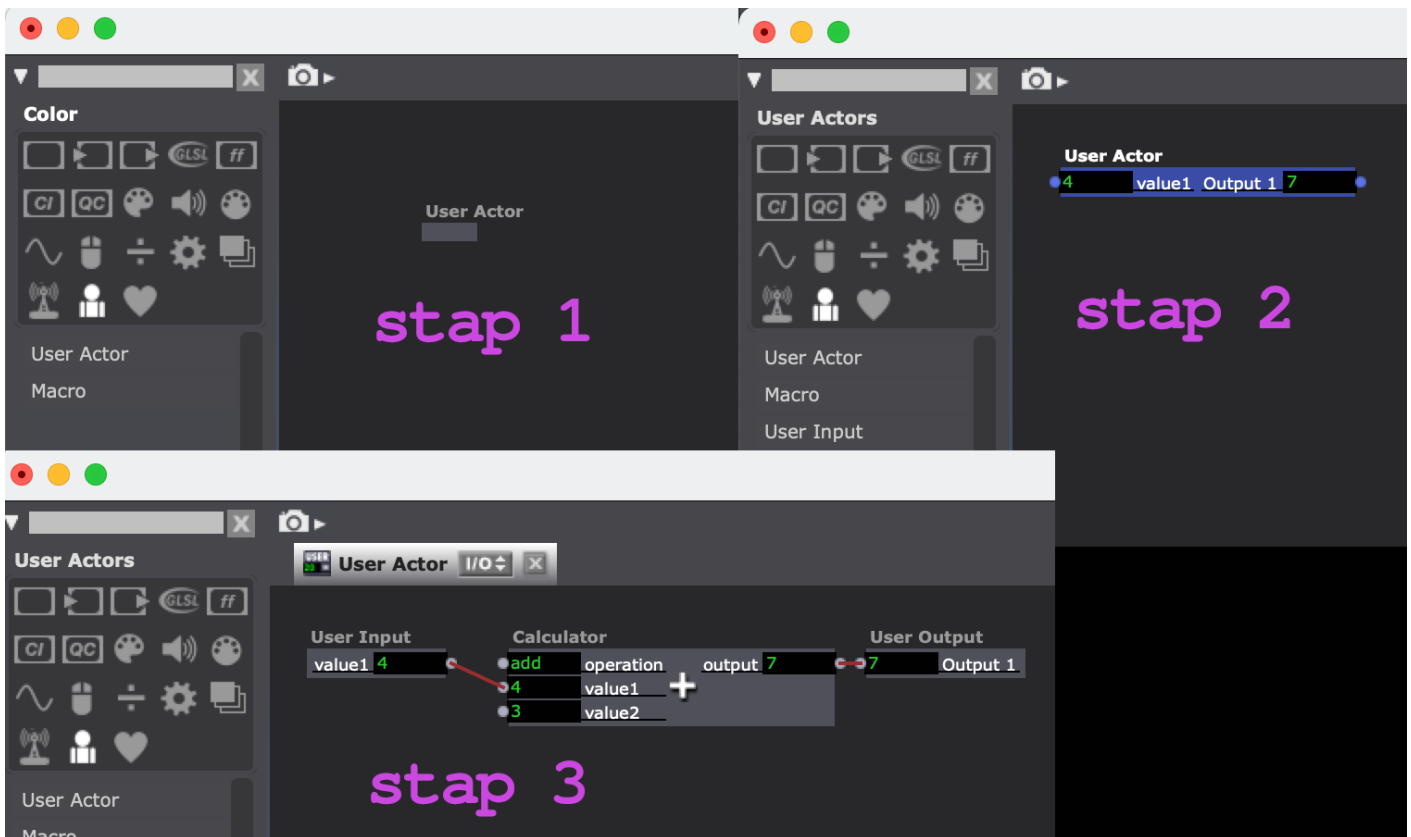 X
Color
GLSL ff
CI QC
User Actor
Macro
User Actor
stap 1
X
User Actors
GLSL ff
CI QC
User Actor
Macro
User Input
User Actor
4 value1 Output 1 7
stap 2
X
User Actors
GLSL ff
CI QC
User Actor
Macro
USER User Actor I/O X
User Input Calculator User Output
value1 4 add operation output 7 7 Output 1
4 value1
3 value2
stap 3